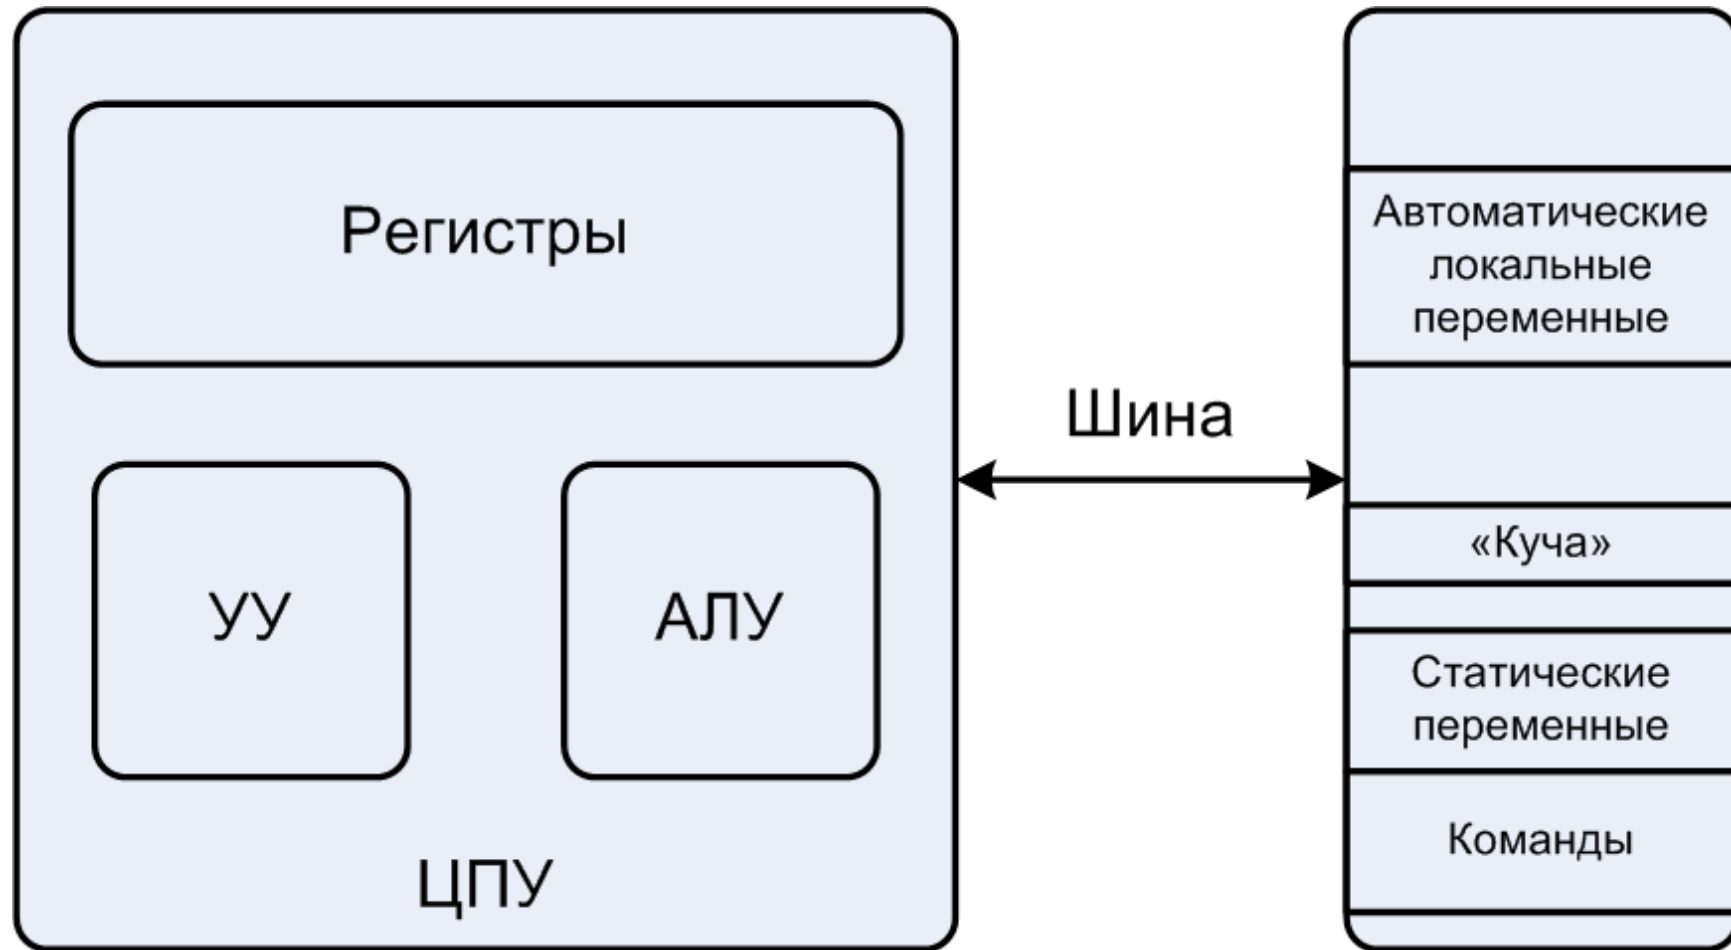 Регистры
УУ
АЛУ
ЦПУ
Шина
Автоматические
локальные
переменные
«Куча»
Статические
переменные
Команды